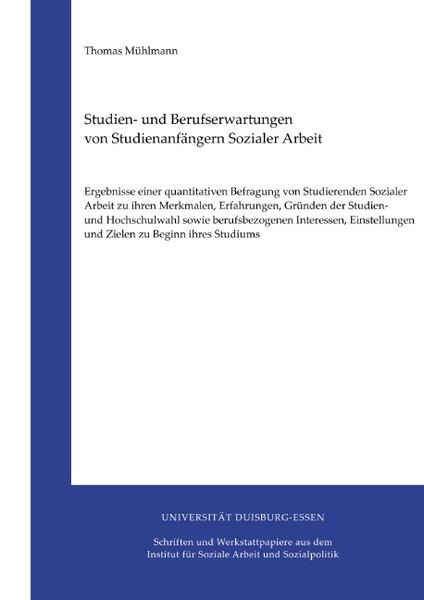 Thomas Mühlmann
Studien- und Berufserwartungen
von Studienanfängern Sozialer Arbeit
Ergebnisse einer quantitativen Befragung von Studierenden Sozialer
Arbeit zu ihren Merkmalen, Erfahrungen, Gründen der Studien-
und Hochschulwahl sowie berufsbezogenen Interessen, Einstellungen
und Zielen zu Beginn ihres Studiums
UNIVERSITÄT DUISBURG-ESSEN
Schriften und Werkstattpapiere aus dem
Institut für Soziale Arbeit und Sozialpolitik